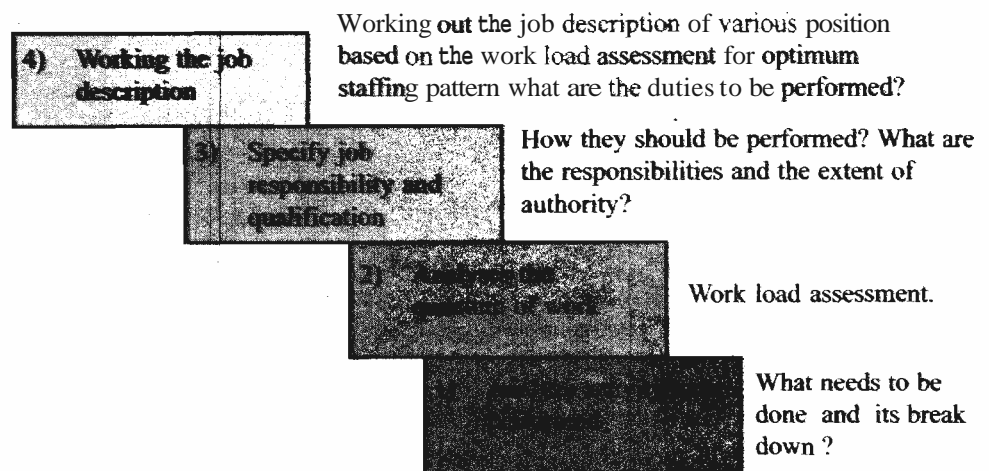 Working out the job description of various position
based on the work load assessment for optimum
staffing pattern what are the duties to be performed?
4) Working the job
description
How they should be performed? What are
the responsibilities and the extent of
authority?
3) Specify job
responsibility and
qualification
2)
of work
Work load assessment.
What needs to be
done and its break
down ?